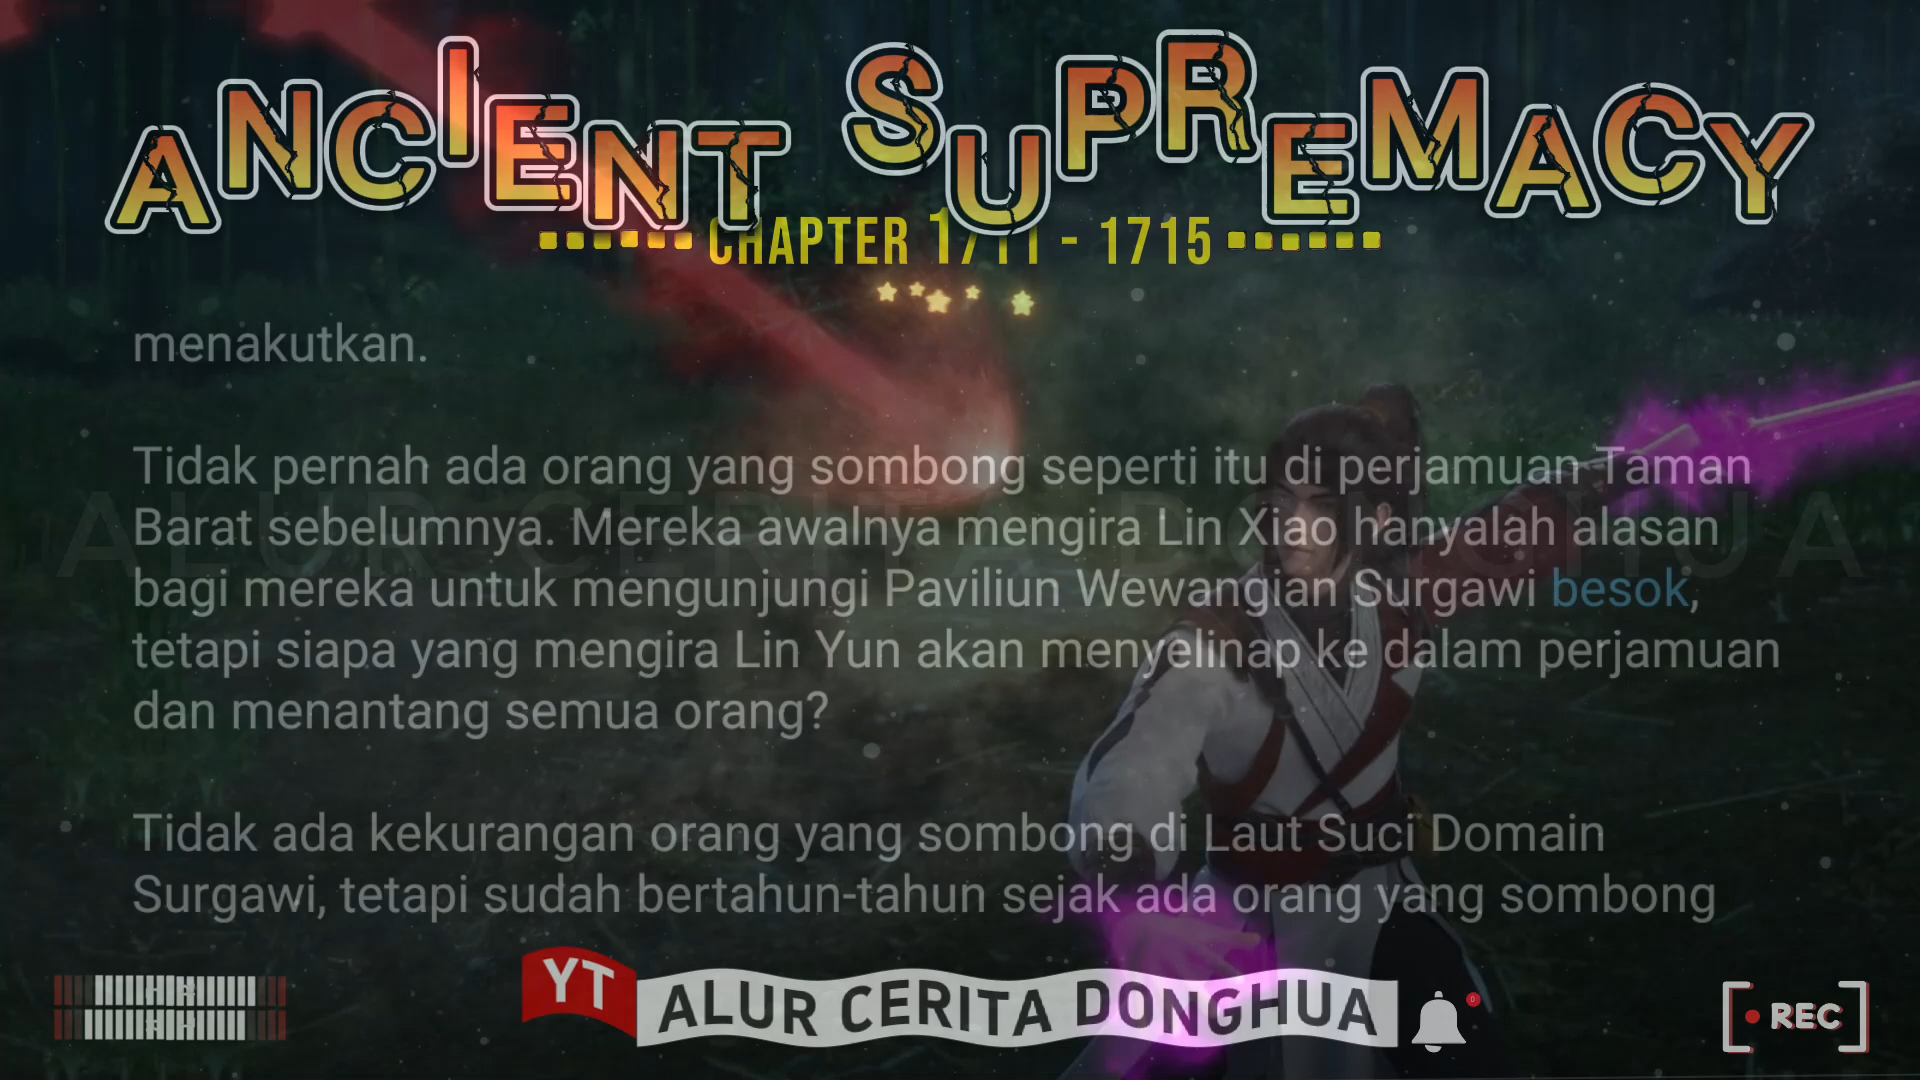 ANCIENT SUPREMACY
CHAPTER 1711 - 1715
menakutkan.
Tidak pernah ada orang yang sombong seperti itu di perjamuan Taman
Barat sebelumnya. Mereka awalnya mengira Lin Xiao hanyalah alasan
bagi mereka untuk mengunjungi Paviliun Wewangian Surgawi besok,
tetapi siapa yang mengira Lin Yun akan menyelinap ke dalam perjamuan
dan menantang semua orang?
Tidak ada kekurangan orang yang sombong di Laut Suci Domain
Surgawi, tetapi sudah bertahun-tahun sejak ada orang yang sombong
ALUR CERITA DONGHUA
YT ALUR CERITA DONGHUA
REC